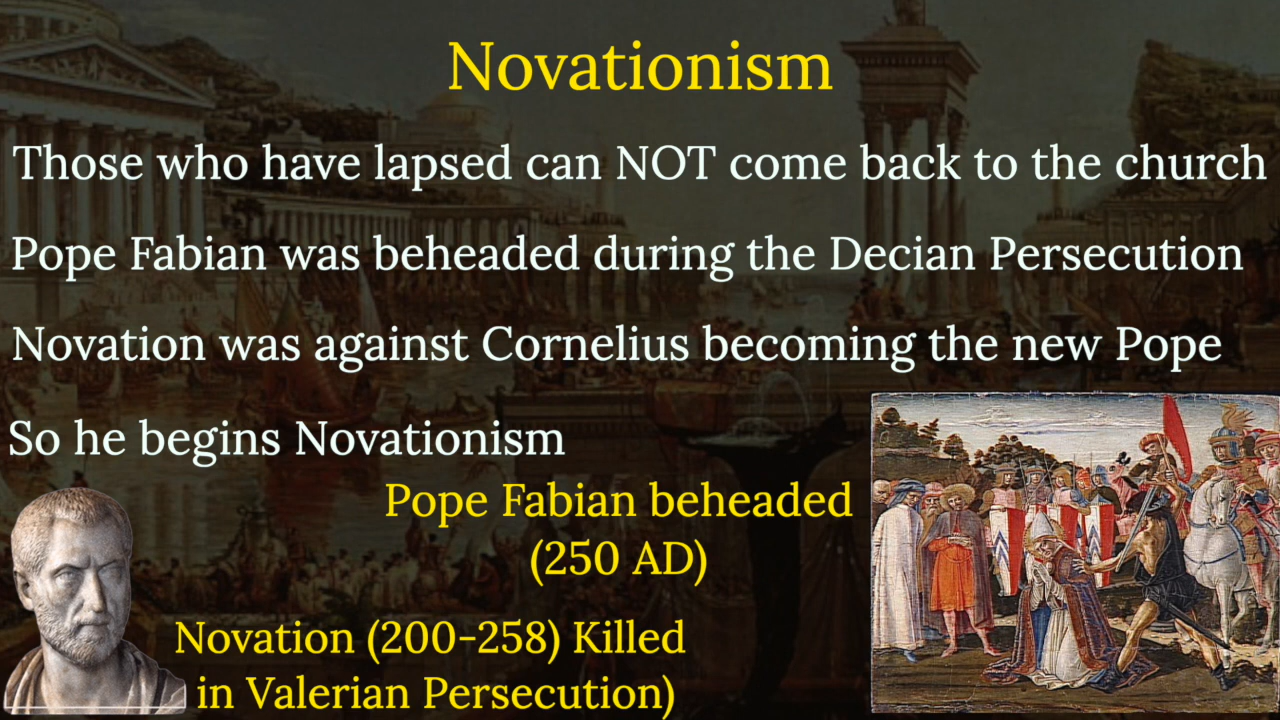 Novationism
Those who have lapsed can NOT come back to the church
Pope Fabian was beheaded during the Decian Persecution
Novation was against Cornelius becoming the new Pope
So he begins Novationism
Pope Fabian beheaded
(250 AD)
Novation (200-258) Killed
in Valerian Persecution)